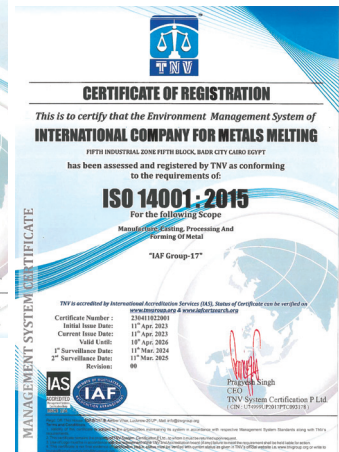 TNV
CERTIFICATE OF REGISTRATION
This is to certify that the Environment Management System of
INTERNATIONAL COMPANY FOR METALS MELTING
FIFTH INDUSTRIAL ZONE FIFTH BLOCK, BADR CITY CAIRO EGYPT
has been assessed and registered by TNV as conforming
to the requirements of:
ISO 14001 : 2015
For the following Scope
Manufacture, Casting, Processing And
Forming Of Metal
"IAF Group-17"
TNV is accredited by International Accreditation Services (IAS), Status of Certificate can be verified on
www.tnvgroup.org & www.iafcertsearch.org
Certificate Number : 230411022001
Initial Issue Date: 11th Apr. 2023
Current Issue Date: 11th Apr. 2023
Valid Until: 10th Apr. 2026
1st Surveillance Date: 11th Mar. 2024
2nd Surveillance Date: 11th Mar. 2025
Revision: 00
Pragyesh Singh
CEO
TNV System Certification P Ltd.
MANAGEMENT SYSTEM CERTIFICATE
IAS
ACCREDITED
IAF